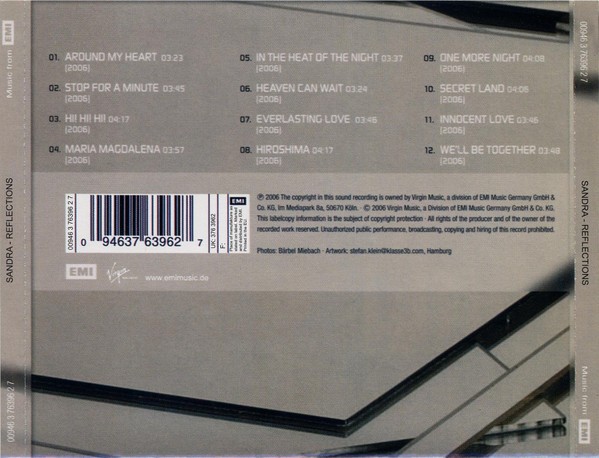 01. AROUND MY HEART 03:23
[2006]
02. STOP FOR A MINUTE 03:45
[2006]
03. HI! HI! HI! 04:17
[2006]
04. MARIA MAGDALENA 03:57
[2006]
05. IN THE HEAT OF THE NIGHT 03:37
[2006]
06. HEAVEN CAN WAIT 03:24
[2006]
07. EVERLASTING LOVE 03:46
[2006]
08. HIROSHIMA 04:17
[2006]
09. ONE MORE NIGHT 04:08
[2006]
10. SECRET LAND 04:08
[2006]
11. INNOCENT LOVE 03:46
[2006]
12. WE'LL BE TOGETHER 03:48
[2006]
00946 3 76396 2 7
0 94637 63962 7
UK: 376 3962
F:
EMI
Printed in the EU.
℗ 2006 The copyright in this sound recording is owned by Virgin Music, a division of EMI Music Germany GmbH &
Co. KG, Im Mediapark 8a, 50670 Köln. · © 2006 Virgin Music, a Division of EMI Music Germany GmbH & Co. KG.
This labelcopy information is the subject of copyright protection · All rights of the producer and of the owner of the
recorded work reserved. Unauthorized public performance, broadcasting, copying and hiring of this record prohibited.
Photos: Bärbel Miebach · Artwork: stefan.klein@klasse3b.com, Hamburg
EMI
Virgin
www.emimusic.de
Music from EMI
SANDRA - REFLECTIONS
00946 3 76396 2 7
00946 3 76396 2 7
SANDRA - REFLECTIONS
Music from EMI